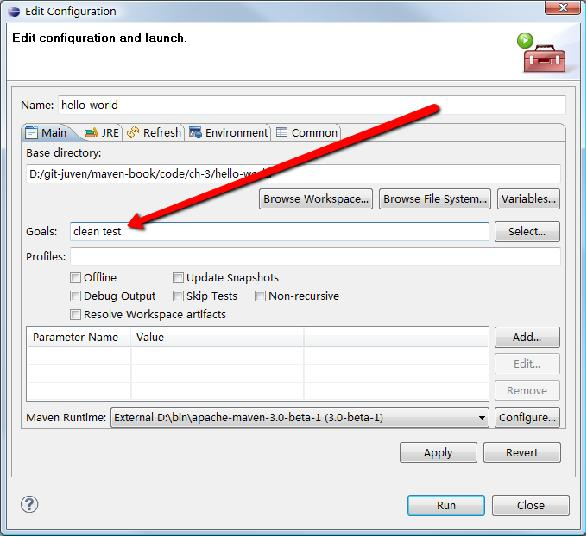 Edit Configuration
Edit configuration and launch.
Name: hello-world
Main JRE Refresh Environment Common
Base directory:
D:/git-juven/maven-book/code/ch-3/hello-world
Browse Workspace... Browse File System... Variables...
Goals: clean test Select...
Profiles:
Offline Update Snapshots
Debug Output Skip Tests Non-recursive
Resolve Workspace artifacts
Parameter Name Value Add...
Edit...
Remove
Maven Runtime: External D:\bin\apache-maven-3.0-beta-1 (3.0-beta-1) Configure...
Apply Revert
? Run Close